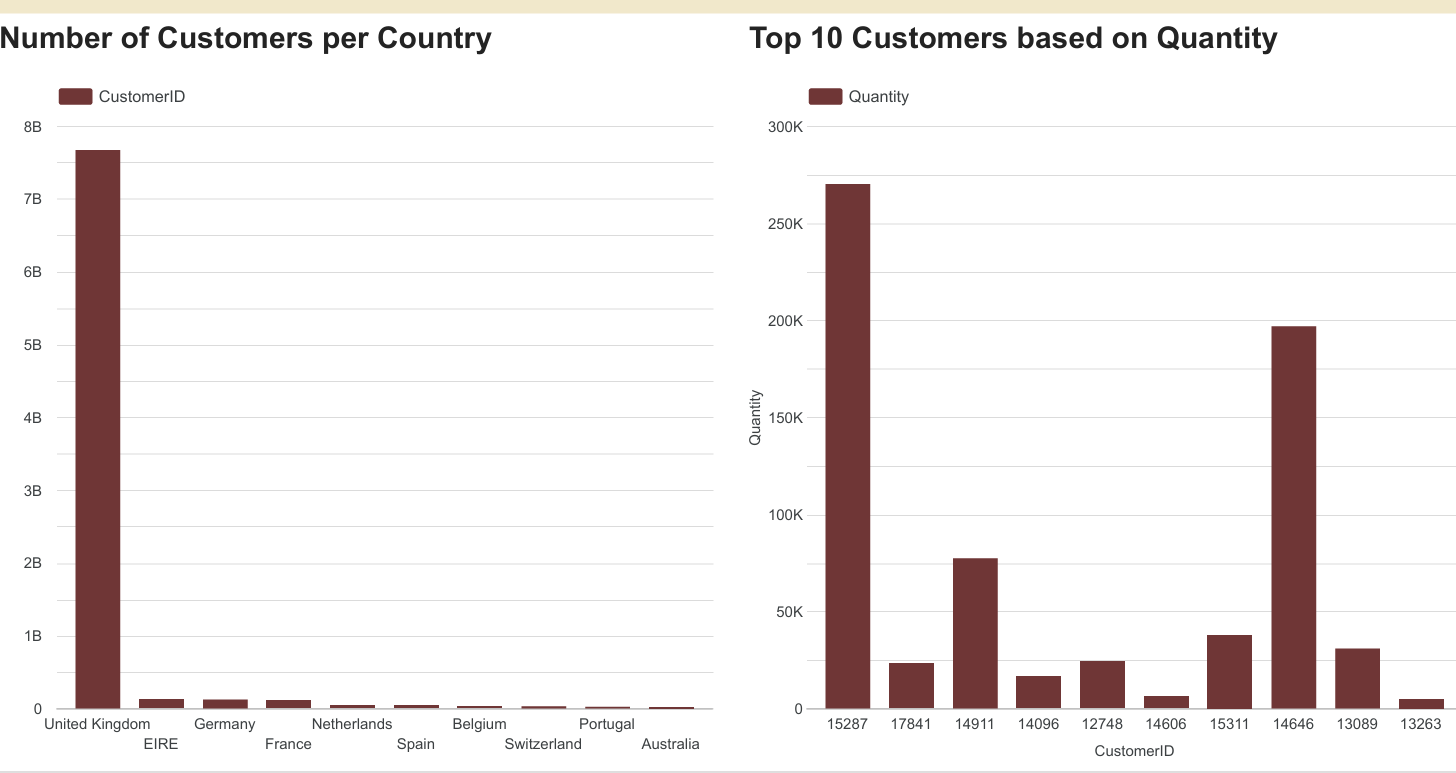 Number of Customers per Country
CustomerID
8B
7B
6B
5B
4B
3B
2B
1B
0
United Kingdom
EIRE
Germany
France
Netherlands
Spain
Belgium
Switzerland
Portugal
Australia
Top 10 Customers based on Quantity
Quantity
300K
250K
200K
150K
100K
50K
0
Quantity
15287 17841 14911 14096 12748 14606 15311 14646 13089 13263
CustomerID